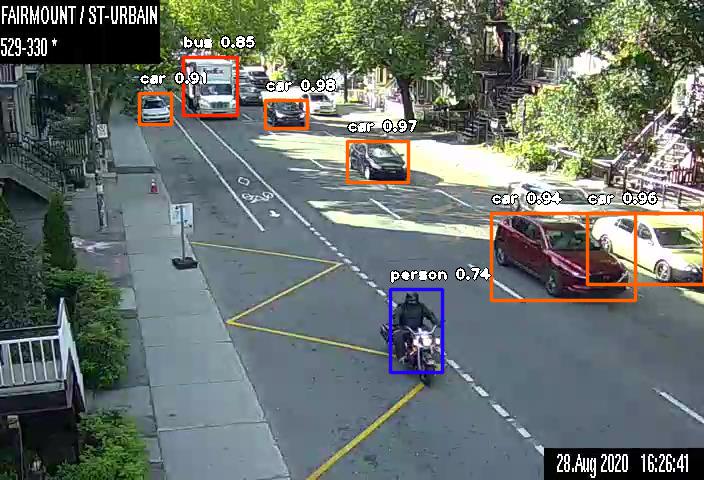 FAIRMOUNT / ST-URBAIN
529-330 *
bus 0.85
car 0.91
car 0.98
car 0.97
car 0.94
car 0.96
person 0.74
28.Aug 2020 16:26:41